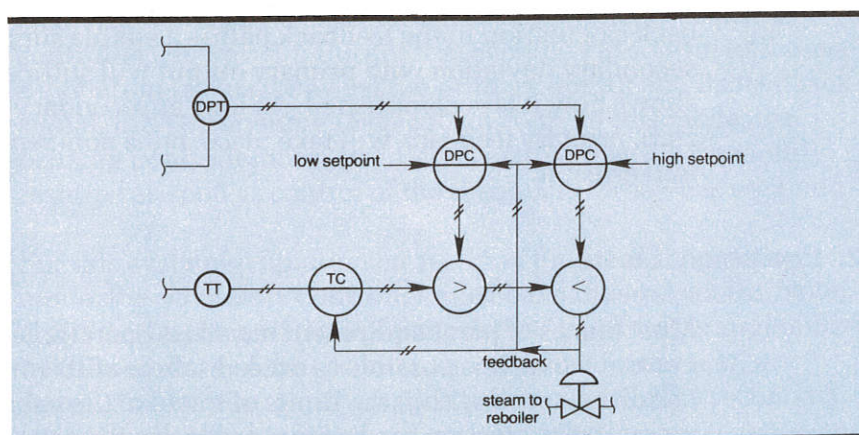 DPT
DPC
DPC
low setpoint
high setpoint
TT
TC
>
<
feedback
steam to
reboiler